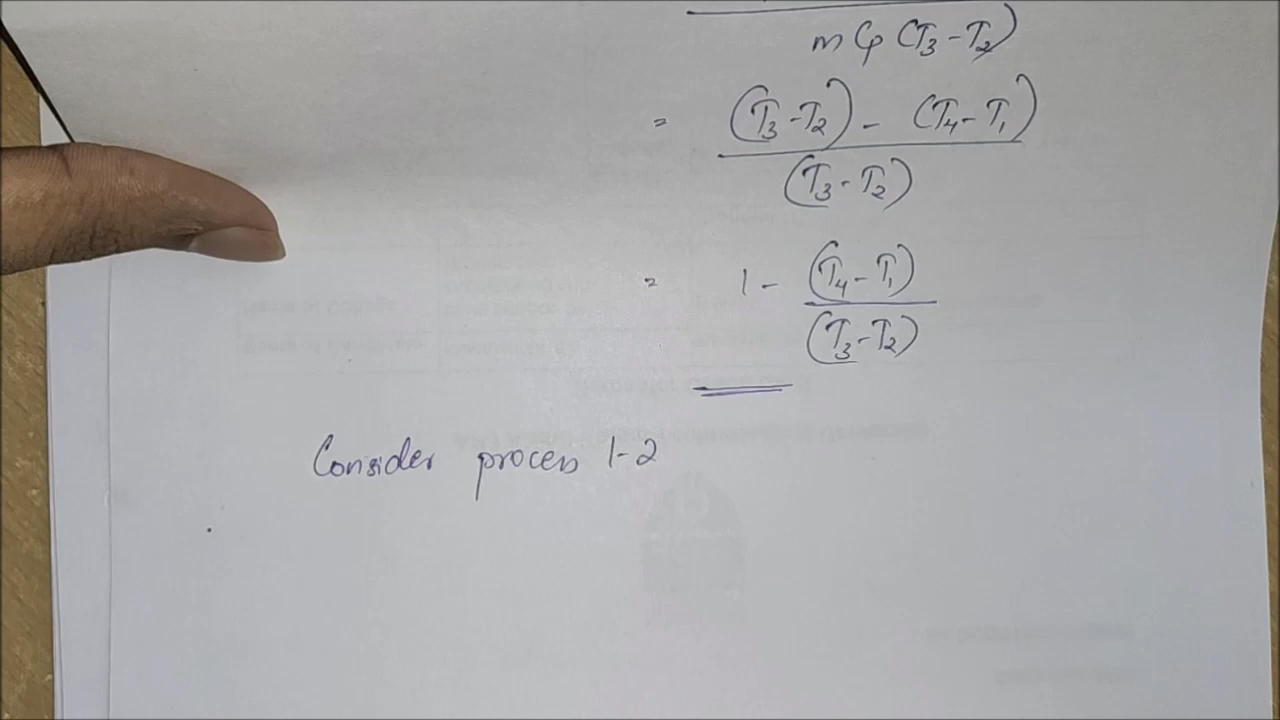 m Cp (T3-T2)
= (T3-T2) - (T4-T1)
(T3-T2)
= 1 - (T4-T1)
(T3-T2)
Consider process 1-2